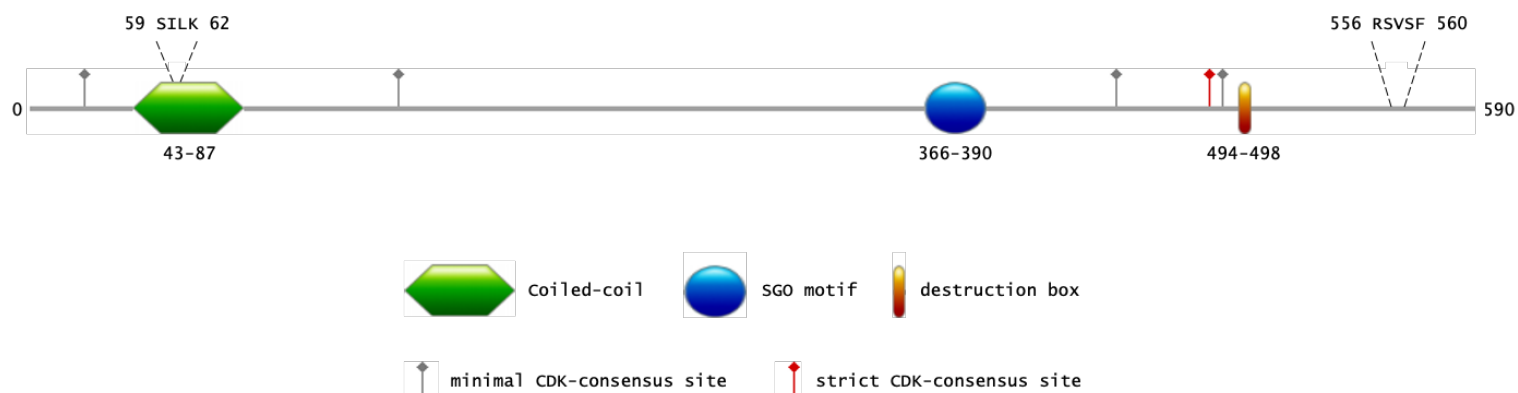 59 SILK 62
556 RSVSF 560
0
590
43-87
366-390
494-498
Coiled-coil
SGO motif
destruction box
minimal CDK-consensus site
strict CDK-consensus site